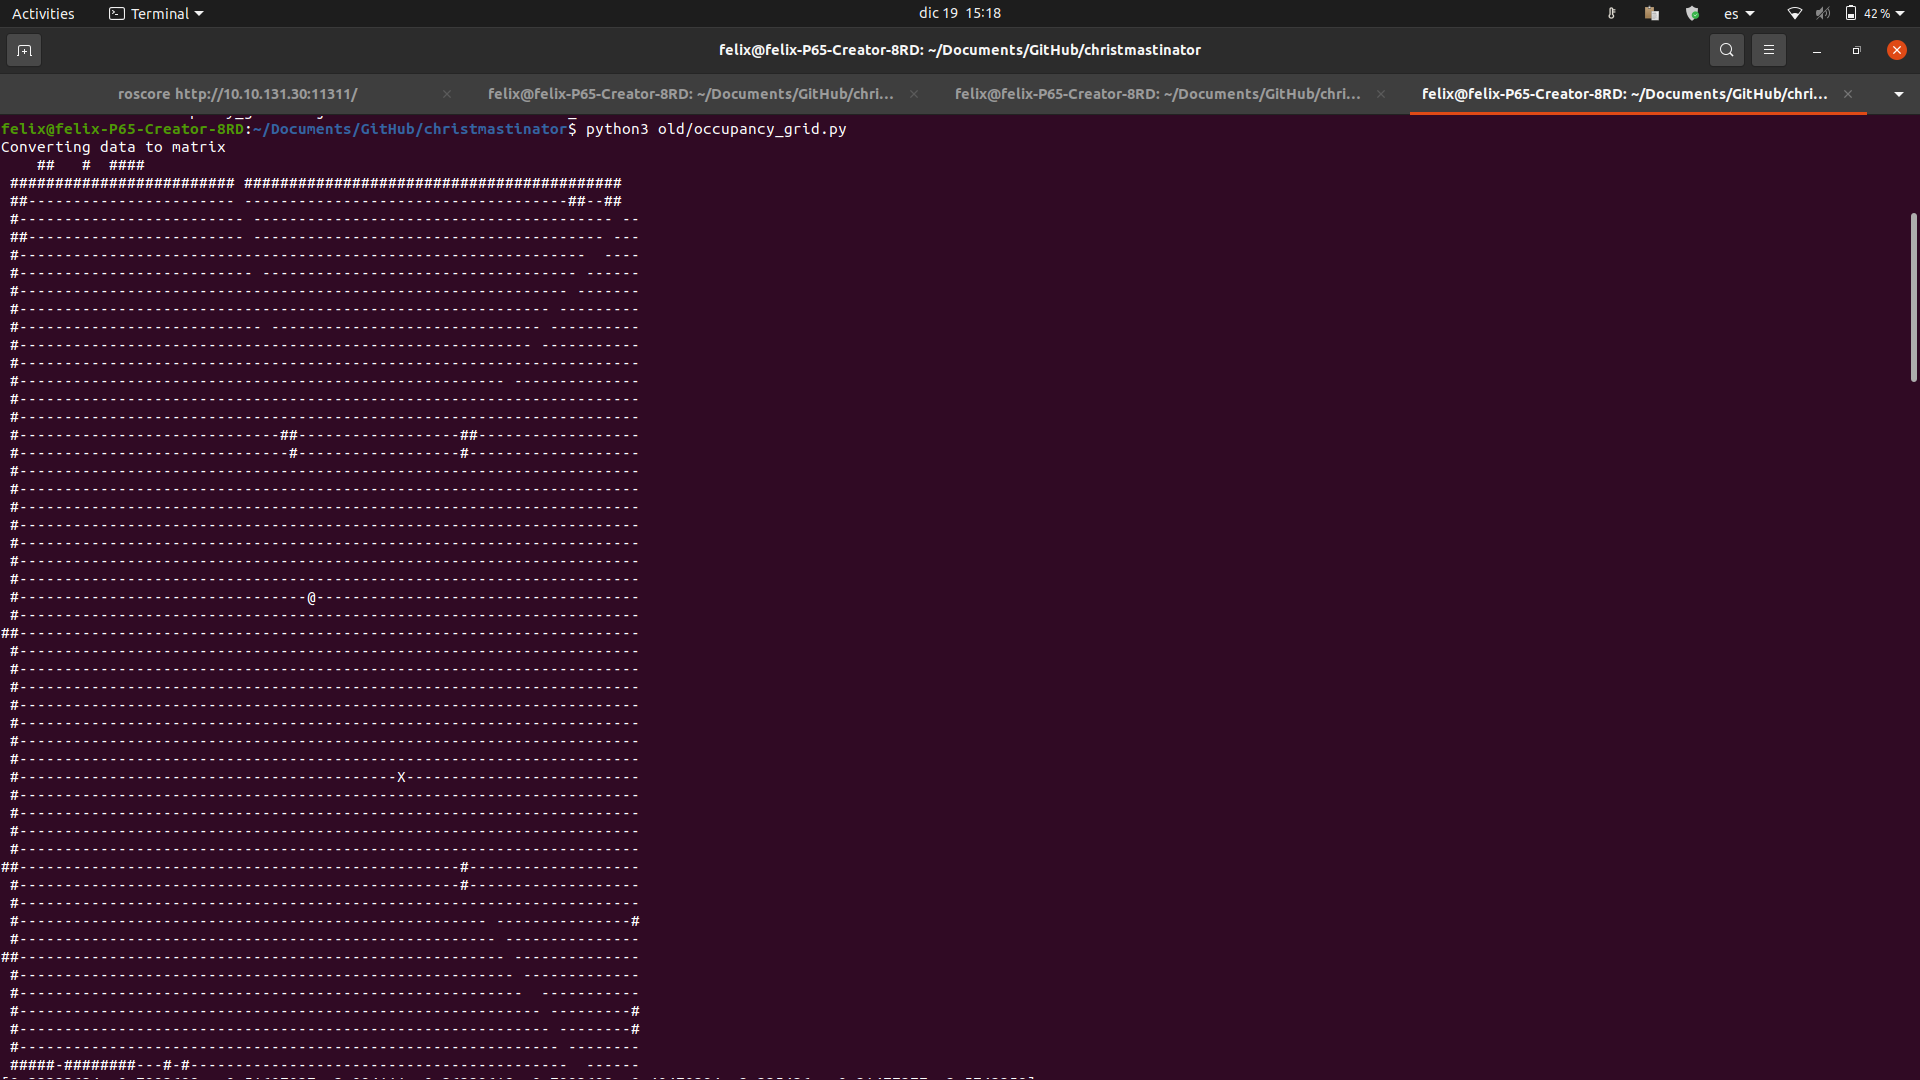 Activities
Terminal
dic 19 15:18
es
42 %
felix@felix-P65-Creator-8RD: ~/Documents/GitHub/christmastinator
roscore http://10.10.131.30:11311/
felix@felix-P65-Creator-8RD: ~/Documents/GitHub/chri...
felix@felix-P65-Creator-8RD: ~/Documents/GitHub/chri...
felix@felix-P65-Creator-8RD: ~/Documents/GitHub/chri...
felix@felix-P65-Creator-8RD:~/Documents/GitHub/christmastinator$ python3 old/occupancy_grid.py
Converting data to matrix
    ##   #  ####
 ######################### ##########################################
 ##----------------------- ------------------------------------##--##
 #------------------------- ---------------------------------------- --
 ##------------------------ --------------------------------------- ---
 #---------------------------------------------------------------  ----
 #-------------------------- ----------------------------------- ------
 #------------------------------------------------------------- -------
 #----------------------------------------------------------- ---------
 #--------------------------- ------------------------------ ----------
 #--------------------------------------------------------- -----------
 #---------------------------------------------------------------------
 #------------------------------------------------------ --------------
 #---------------------------------------------------------------------
 #---------------------------------------------------------------------
 #-----------------------------##------------------##------------------
 #------------------------------#------------------#-------------------
 #---------------------------------------------------------------------
 #---------------------------------------------------------------------
 #---------------------------------------------------------------------
 #---------------------------------------------------------------------
 #---------------------------------------------------------------------
 #---------------------------------------------------------------------
 #---------------------------------------------------------------------
 #--------------------------------@------------------------------------
 #---------------------------------------------------------------------
##---------------------------------------------------------------------
 #---------------------------------------------------------------------
 #---------------------------------------------------------------------
 #---------------------------------------------------------------------
 #---------------------------------------------------------------------
 #---------------------------------------------------------------------
 #---------------------------------------------------------------------
 #---------------------------------------------------------------------
 #------------------------------------------X--------------------------
 #---------------------------------------------------------------------
 #---------------------------------------------------------------------
 #---------------------------------------------------------------------
 #---------------------------------------------------------------------
##-------------------------------------------------#-------------------
 #-------------------------------------------------#-------------------
 #---------------------------------------------------------------------
 #---------------------------------------------------- ---------------#
 #----------------------------------------------------- ---------------
##------------------------------------------------------ --------------
 #------------------------------------------------------- -------------
 #--------------------------------------------------------  -----------
 #---------------------------------------------------------- ---------#
 #----------------------------------------------------------- --------#
 #------------------------------------------------------------ --------
 #####-########---#-#------------------------------------------  ------